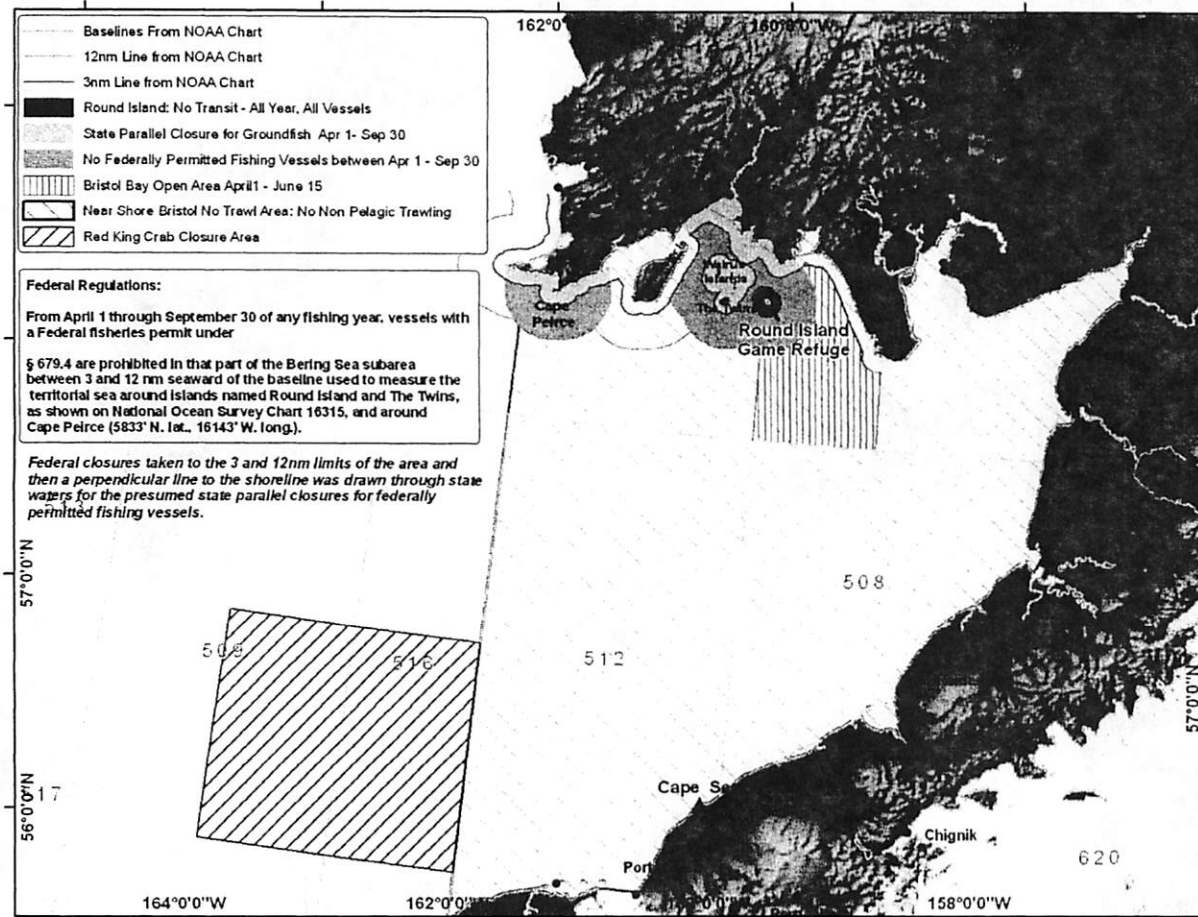 162°0
160°0'0"W
Baselines From NOAA Chart
12nm Line from NOAA Chart
3nm Line from NOAA Chart
Round Island: No Transit - All Year, All Vessels
State Parallel Closure for Groundfish Apr 1- Sep 30
No Federally Permitted Fishing Vessels between Apr 1 - Sep 30
Bristol Bay Open Area April1 - June 15
Near Shore Bristol No Trawl Area: No Non Pelagic Trawling
Red King Crab Closure Area
Federal Regulations:
From April 1 through September 30 of any fishing year, vessels with
a Federal fisheries permit under
§ 679.4 are prohibited in that part of the Bering Sea subarea
between 3 and 12 nm seaward of the baseline used to measure the
territorial sea around islands named Round Island and The Twins,
as shown on National Ocean Survey Chart 16315, and around
Cape Peirce (5833' N. lat., 16143' W. long.).
Federal closures taken to the 3 and 12nm limits of the area and
then a perpendicular line to the shoreline was drawn through state
waters for the presumed state parallel closures for federally
permitted fishing vessels.
Cape
Peirce
Round Island
Game Refuge
57°0'0"N
508
509
516
512
57°0'0"N
17
56°0'0"N
Cape Se
Chignik
620
Port
164°0'0"W
162°0'0"W
158°0'0"W